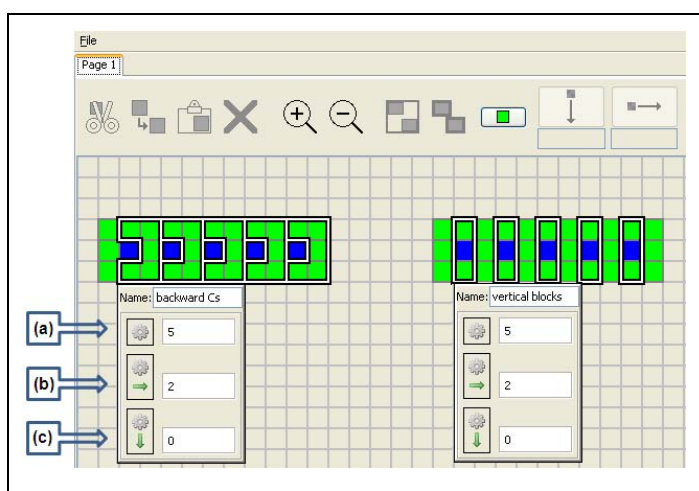 File
Page 1
Name: backward Cs
Name: vertical blocks
(a)
5
5
(b)
2
2
(c)
0
0